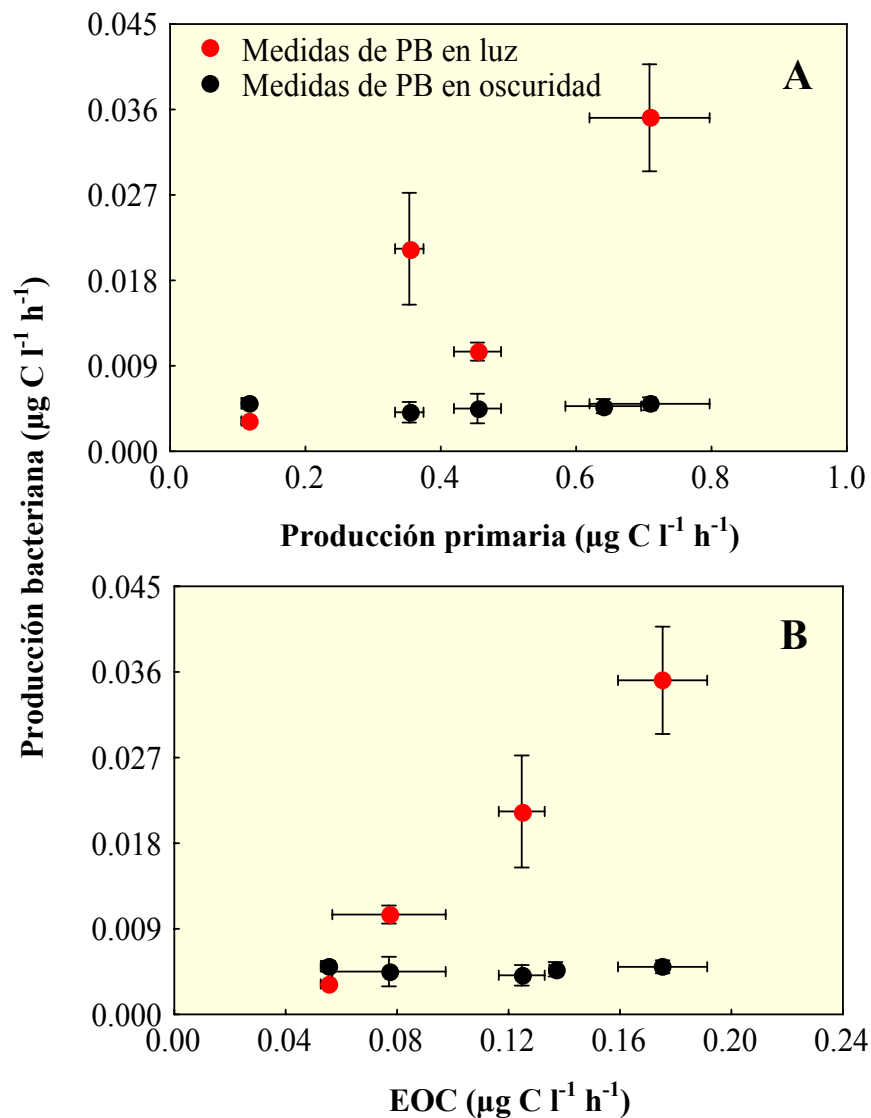 Producción bacteriana (µg C l⁻¹ h⁻¹)
0.045
0.036
0.027
0.018
0.009
0.000
Medidas de PB en luz
Medidas de PB en oscuridad
A
0.0 0.2 0.4 0.6 0.8 1.0
Producción primaria (µg C l⁻¹ h⁻¹)
0.045
0.036
0.027
0.018
0.009
0.000
B
0.00 0.04 0.08 0.12 0.16 0.20 0.24
EOC (µg C l⁻¹ h⁻¹)